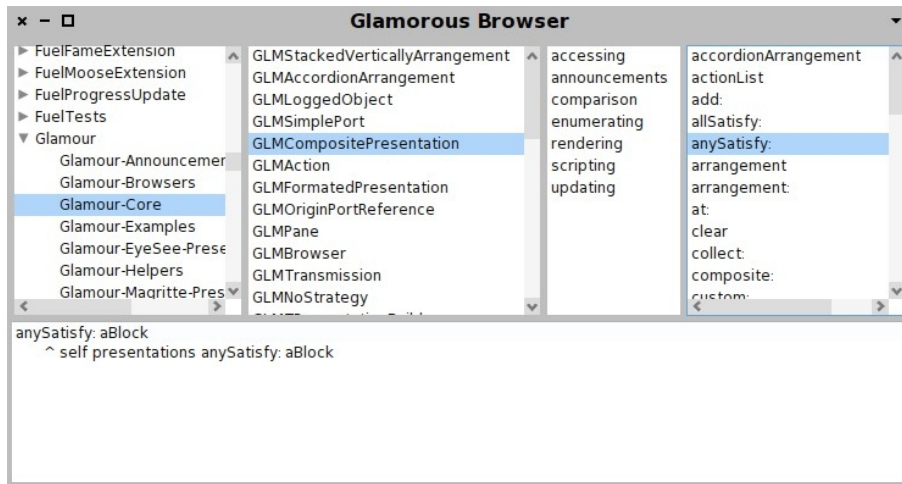 Glamorous Browser
FuelFameExtension
FuelMooseExtension
FuelProgressUpdate
FuelTests
Glamour
Glamour-Announcemer
Glamour-Browsers
Glamour-Core
Glamour-Examples
Glamour-EyeSee-Prese
Glamour-Helpers
Glamour-Magritte-Pres
GLMStackedVerticallyArrangement
GLMAccordionArrangement
GLMLoggedObject
GLMSimplePort
GLMCompositePresentation
GLMAction
GLMFormatedPresentation
GLMOriginPortReference
GLMPane
GLMBrowser
GLMTransmission
GLMNoStrategy
accessing
announcements
comparison
enumerating
rendering
scripting
updating
accordionArrangement
actionList
add:
allSatisfy:
anySatisfy:
arrangement
arrangement:
at:
clear
collect:
composite:
custom:
anySatisfy: aBlock
^ self presentations anySatisfy: aBlock